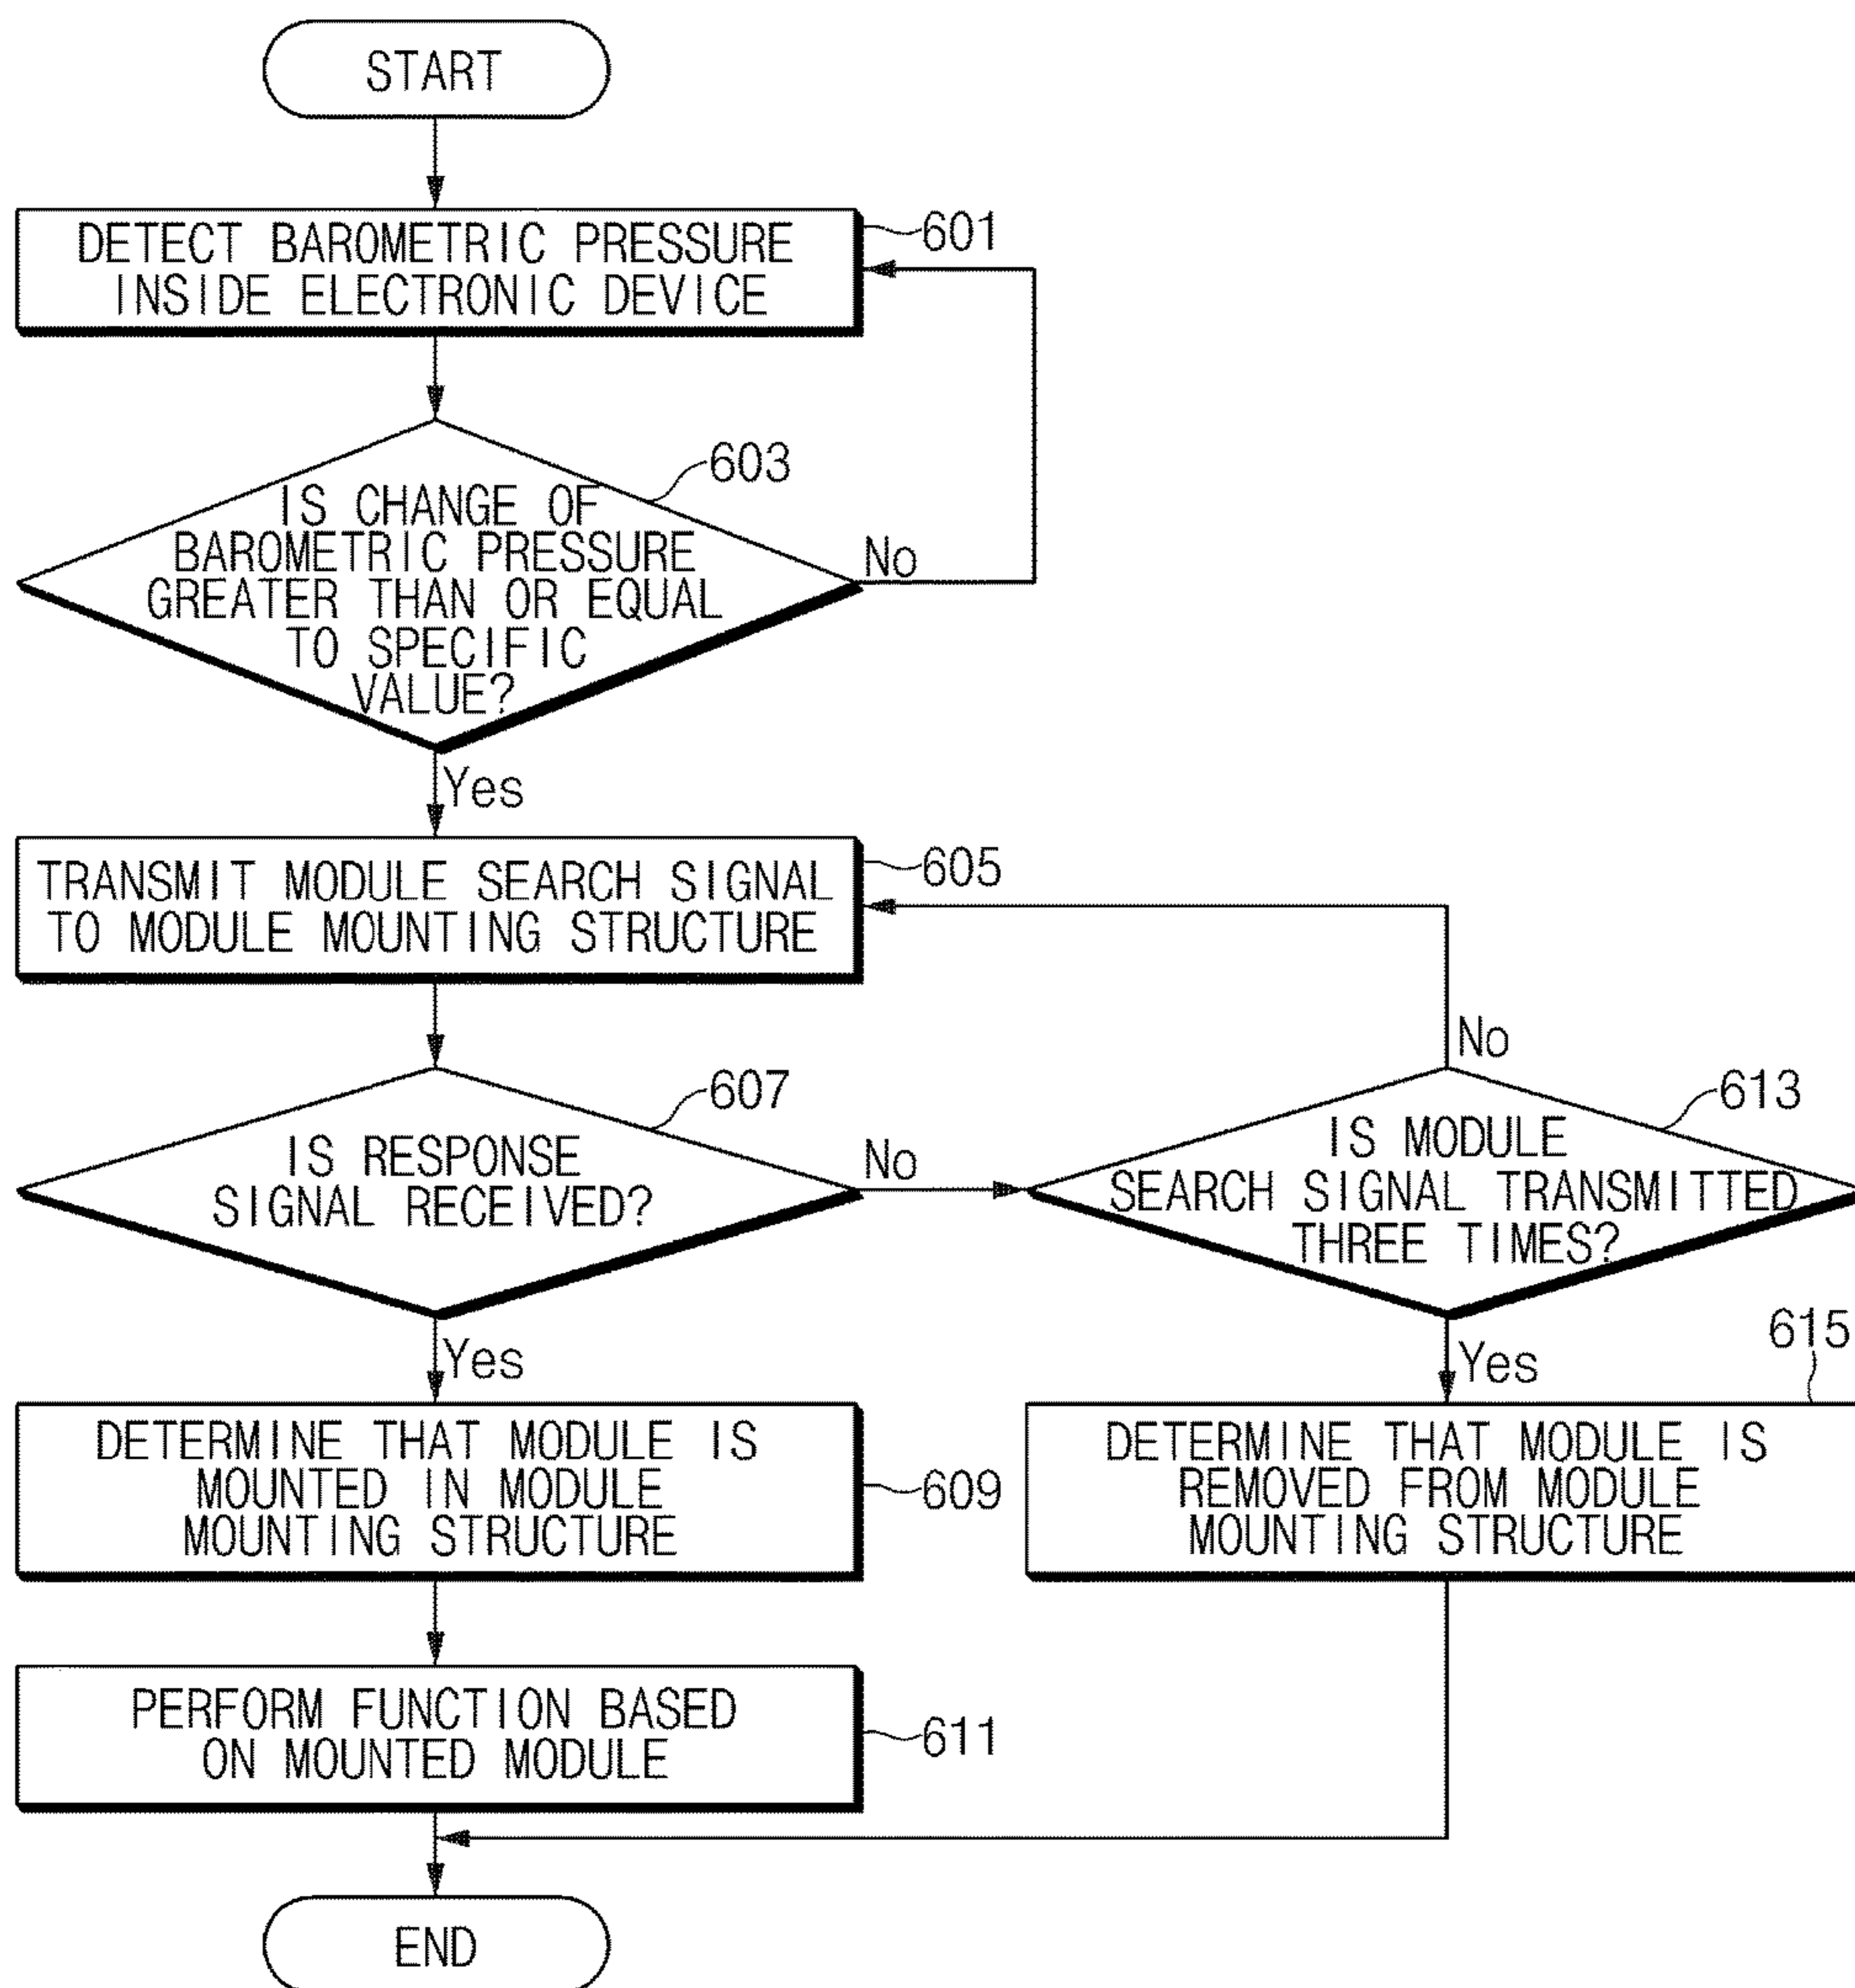 START
DETECT BAROMETRIC PRESSURE
INSIDE ELECTRONIC DEVICE
601
603
IS CHANGE OF
BAROMETRIC PRESSURE
GREATER THAN OR EQUAL
TO SPECIFIC
VALUE?
No
Yes
TRANSMIT MODULE SEARCH SIGNAL
TO MODULE MOUNTING STRUCTURE
605
607
IS RESPONSE
SIGNAL RECEIVED?
No
Yes
No
613
IS MODULE
SEARCH SIGNAL TRANSMITTED
THREE TIMES?
Yes
615
DETERMINE THAT MODULE IS
MOUNTED IN MODULE
MOUNTING STRUCTURE
609
DETERMINE THAT MODULE IS
REMOVED FROM MODULE
MOUNTING STRUCTURE
PERFORM FUNCTION BASED
ON MOUNTED MODULE
611
END